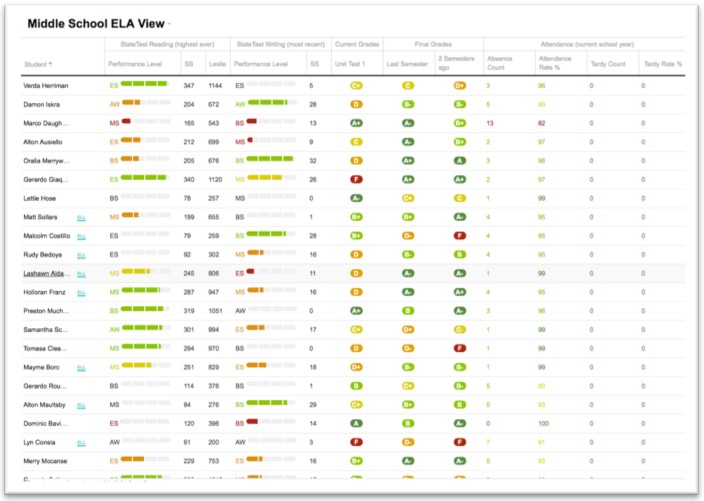 Middle School ELA View
StateTest Reading (highest ever) StateTest Writing (most recent) Current Grades Final Grades Attendance (current school year)
Student Performance Level SS Lexile Performance Level SS Unit Test 1 Last Semester 2 Semesters ago Absence Count Attendance Rate % Tardy Count Tardy Rate %
Verda Herriman ES 347 1144 ES 5 C+ C D+ 3 96 0 0
Damon Iskra AW 204 672 AW 28 D B- B- 5 93 0 0
Marco Daugh... MS 165 543 BS 13 A+ A- B+ 13 82 0 0
Alton Ausiello ES 212 699 MS 9 C A- B+ 2 97 0 0
Oralia Merryw... BS 205 676 BS 32 D A+ A 3 96 0 0
Gerardo Giaq... ES 340 1120 MS 26 F A+ A+ 2 97 0 0
Lettie Hose BS 78 257 MS 0 A- C+ C 1 99 0 0
Matt Sollars ELL MS 199 655 BS 1 B+ B+ A- 4 95 0 0
Malcolm Costillo ELL ES 79 259 BS 28 B+ D- F 4 95 0 0
Rudy Bedoya ELL ES 92 302 MS 16 D B- B 4 95 0 0
Lashawn Alda... ELL MS 245 806 ES 11 D A- A- 1 99 0 0
Holloran Franz ELL MS 287 947 MS 16 D A- A+ 4 95 0 0
Preston Much... BS 319 1051 AW 0 A+ B A- 3 96 0 0
Samantha Sc... AW 301 994 ES 17 C+ D+ C- 1 99 0 0
Tomasa Clea... MS 294 970 BS 0 D D- F 1 99 0 0
Mayme Borc ELL MS 251 829 ES 18 D+ B- B- 1 99 0 0
Gerardo Rou... BS 114 376 BS 1 B C+ B- 5 93 0 0
Alton Maultsby ELL MS 84 276 BS 29 C+ B+ B 5 93 0 0
Dominic Bavi... ES 120 396 BS 14 A B A- 0 100 0 0
Lyn Consla ELL AW 61 200 AW 3 F D- F 7 91 0 0
Merry Mccanse ES 229 753 ES 16 B+ A- A- 5 93 0 0